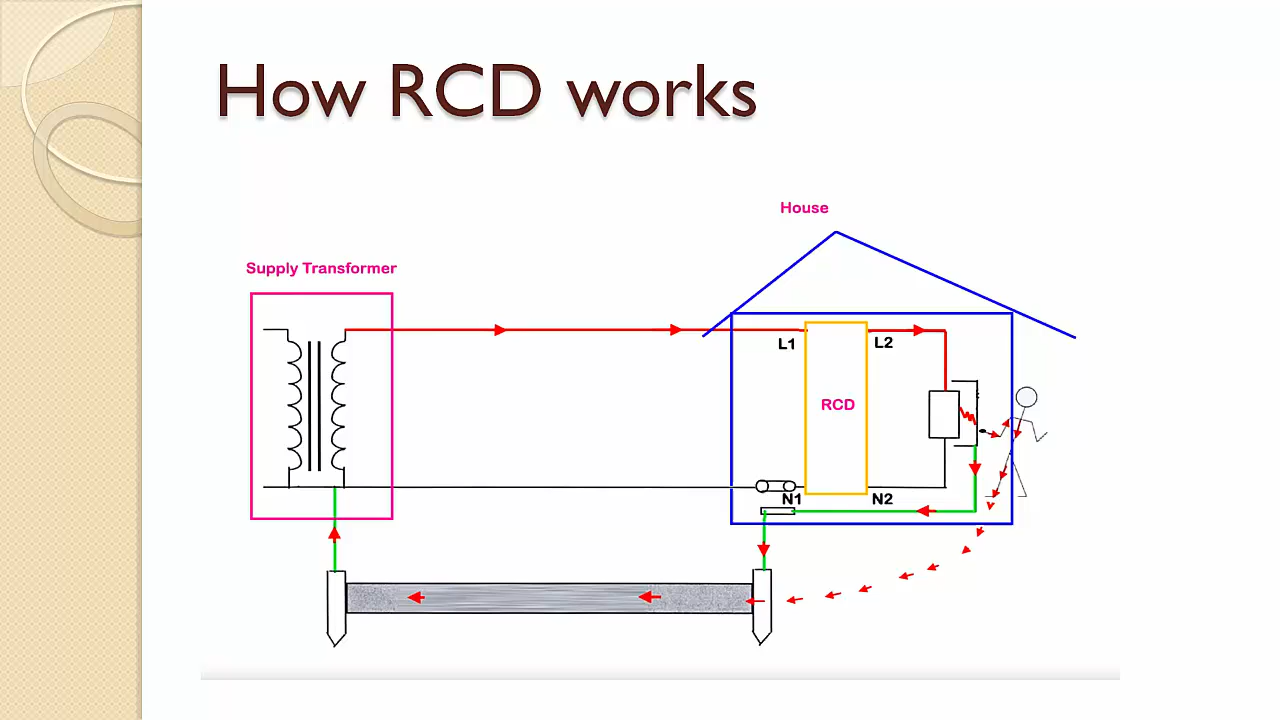 How RCD works
House
Supply Transformer
L1
L2
RCD
N1
N2